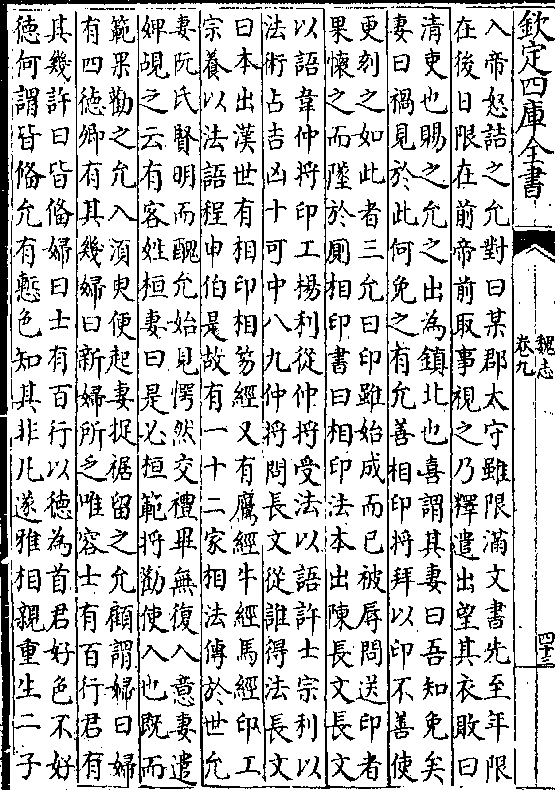 欽定四庫全書
魏志
卷九
四十三
入帝怒詰之允對曰某郡太守雖限滿文書先至年限
在後日限在前帝前取事視之乃釋遣出望其衣敗曰
清吏也賜之允之出為鎮北也喜謂其妻曰吾知免矣
妻曰禍見於此何免之有允善相印將拜以印不善使
更刻之如此者三允曰印雖始成而已被辱問送印者
果懷之而墜於廁相印書曰相印法本出陳長文長文
以語韋仲將印工楊利從仲將受法以語許士宗利以
法術占吉凶十可中八九仲將問長文從誰得法長文
曰本出漢世有相印相笏經又有鷹經牛經馬經印工
宗養以法語程申伯是故有一十二家相法傳於世允
妻阮氏賢明而醜允始見愕然交禮畢無復入意妻遣
婢覘之云有客姓桓妻曰是必桓範將勸使入也既而
範果勸之允入須臾便起妻捉裾留之允顧謂婦曰婦
有四徳卿有其幾婦曰新婦所乏唯容士有百行君有
其幾許曰皆備婦曰士有百行以徳為首君好色不好
徳何謂皆備允有慙色知其非凡遂雅相親重生二子